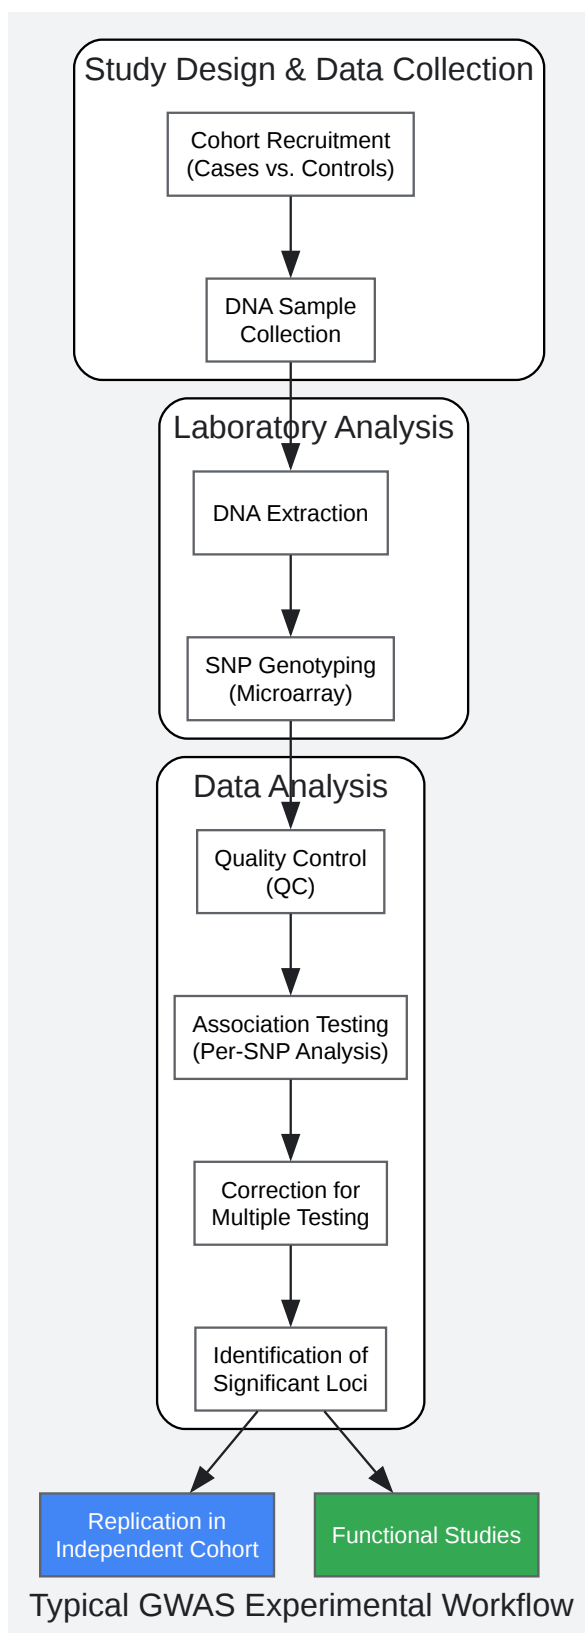 Study Design & Data Collection
Cohort Recruitment
(Cases vs. Controls)
DNA Sample
Collection
Laboratory Analysis
DNA Extraction
SNP Genotyping
(Microarray)
Data Analysis
Quality Control
(QC)
Association Testing
(Per-SNP Analysis)
Correction for
Multiple Testing
Identification of
Significant Loci
Replication in
Independent Cohort
Functional Studies
Typical GWAS Experimental Workflow